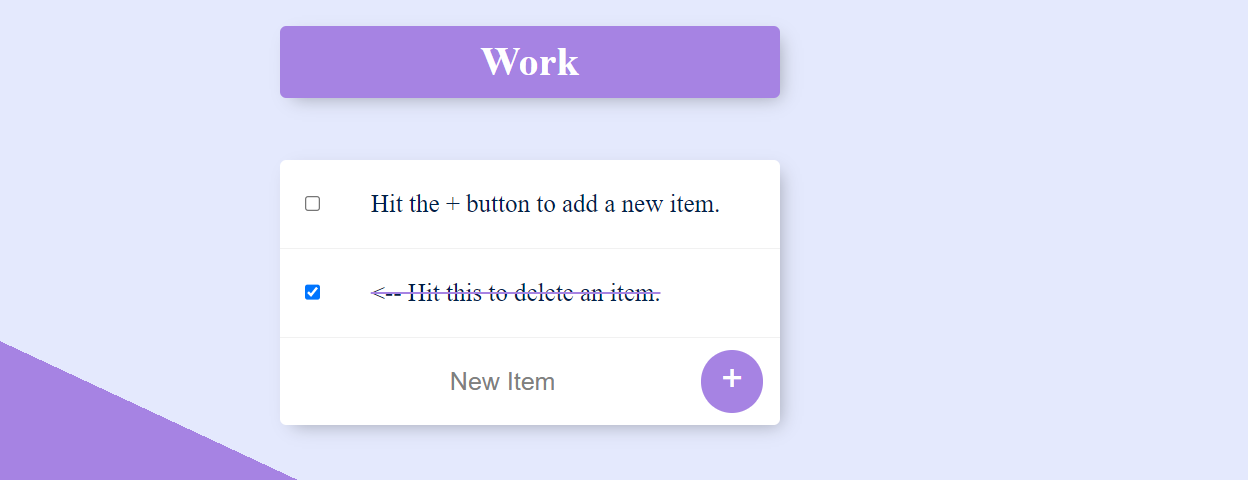 Work
Hit the + button to add a new item.
<-- Hit this to delete an item.
New Item
+